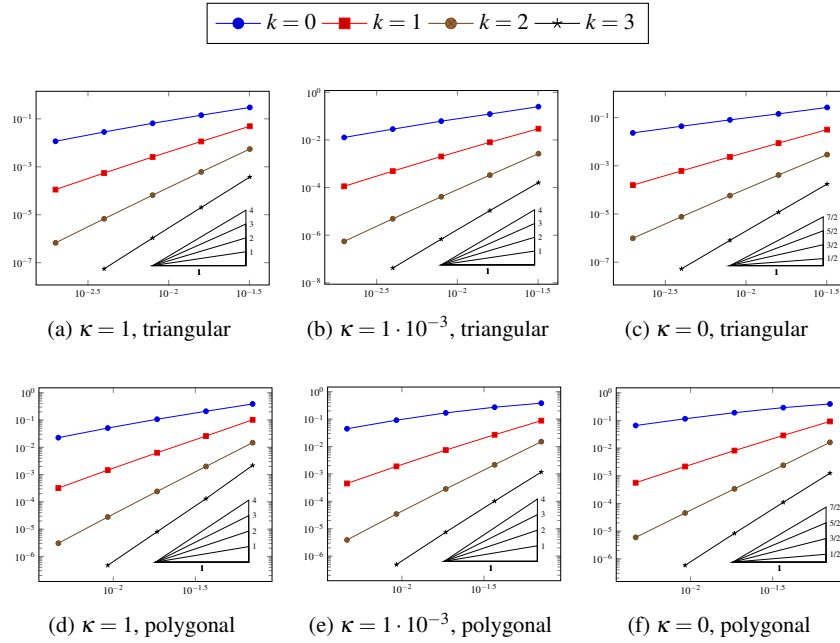 k = 0 k = 1 k = 2 k = 3
10⁻¹ 10⁻³ 10⁻⁵ 10⁻⁷
10⁻²·⁵ 10⁻² 10⁻¹·⁵
4 3 2 1
1
(a) κ = 1, triangular
10⁰ 10⁻² 10⁻⁴ 10⁻⁶ 10⁻⁸
10⁻²·⁵ 10⁻² 10⁻¹·⁵
4 3 2 1
1
(b) κ = 1 · 10⁻³, triangular
10⁻¹ 10⁻³ 10⁻⁵ 10⁻⁷
10⁻²·⁵ 10⁻² 10⁻¹·⁵
7/2 5/2 3/2 1/2
1
(c) κ = 0, triangular
10⁰ 10⁻¹ 10⁻² 10⁻³ 10⁻⁴ 10⁻⁵ 10⁻⁶
10⁻² 10⁻¹·⁵
4 3 2 1
1
(d) κ = 1, polygonal
10⁰ 10⁻¹ 10⁻² 10⁻³ 10⁻⁴ 10⁻⁵ 10⁻⁶
10⁻² 10⁻¹·⁵
4 3 2 1
1
(e) κ = 1 · 10⁻³, polygonal
10⁰ 10⁻¹ 10⁻² 10⁻³ 10⁻⁴ 10⁻⁵ 10⁻⁶
10⁻² 10⁻¹·⁵
7/2 5/2 3/2 1/2
1
(f) κ = 0, polygonal